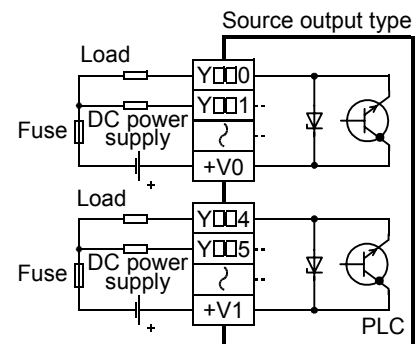 Source output type
Load
Y□□0
Y□□1
Fuse
DC power
supply
+V0
+
Load
Y□□4
Y□□5
Fuse
DC power
supply
+V1
+
PLC